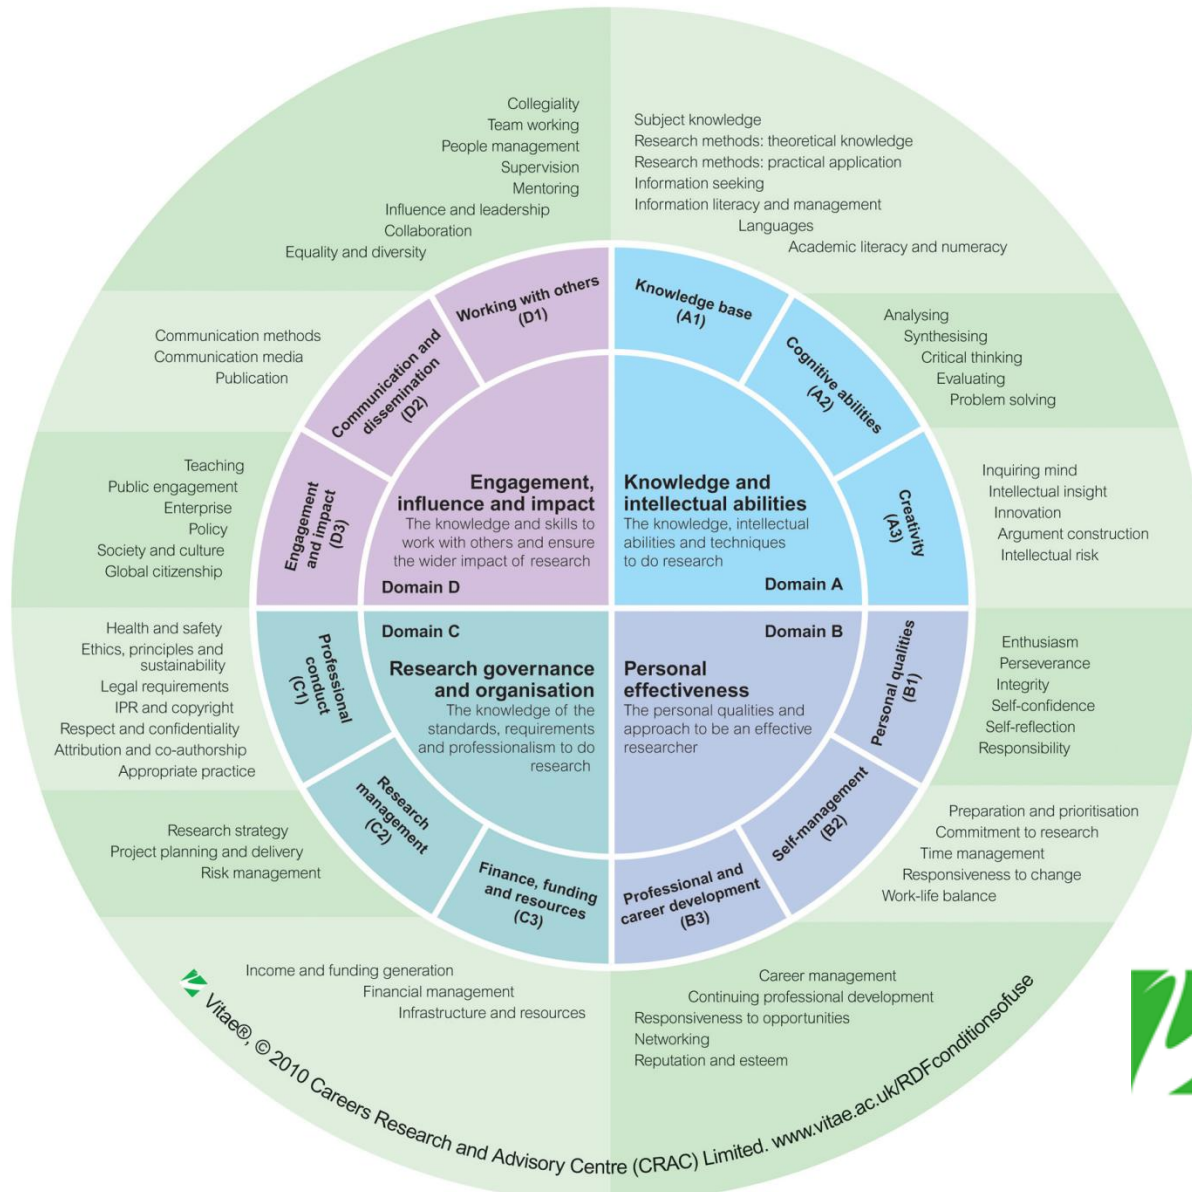 Collegiality
Team working
People management
Supervision
Mentoring
Influence and leadership
Collaboration
Equality and diversity
Subject knowledge
Research methods: theoretical knowledge
Research methods: practical application
Information seeking
Information literacy and management
Languages
Academic literacy and numeracy
Working with others
(D1)
Knowledge base
(A1)
Communication methods
Communication media
Publication
Communication and
dissemination
(D2)
Cognitive abilities
(A2)
Analysing
Synthesising
Critical thinking
Evaluating
Problem solving
Teaching
Public engagement
Enterprise
Policy
Society and culture
Global citizenship
Engagement
and impact
(D3)
Engagement,
influence and impact
The knowledge and skills to
work with others and ensure
the wider impact of research
Domain D
Knowledge and
intellectual abilities
The knowledge, intellectual
abilities and techniques
to do research
Domain A
Creativity
(A3)
Inquiring mind
Intellectual insight
Innovation
Argument construction
Intellectual risk
Health and safety
Ethics, principles and
sustainability
Legal requirements
IPR and copyright
Respect and confidentiality
Attribution and co-authorship
Appropriate practice
Professional
conduct
(C1)
Domain C
Research governance
and organisation
The knowledge of the
standards, requirements
and professionalism to do
research
Domain B
Personal
effectiveness
The personal qualities and
approach to be an effective
researcher
Personal qualities
(B1)
Enthusiasm
Perseverance
Integrity
Self-confidence
Self-reflection
Responsibility
Research strategy
Project planning and delivery
Risk management
Research
management
(C2)
Self-management
(B2)
Preparation and prioritisation
Commitment to research
Time management
Responsiveness to change
Work-life balance
Finance, funding
and resources
(C3)
Professional and
career development
(B3)
Income and funding generation
Financial management
Infrastructure and resources
Career management
Continuing professional development
Responsiveness to opportunities
Networking
Reputation and esteem
Vitae®, © 2010 Careers Research and Advisory Centre (CRAC) Limited. www.vitae.ac.uk/RDFconditionsofuse